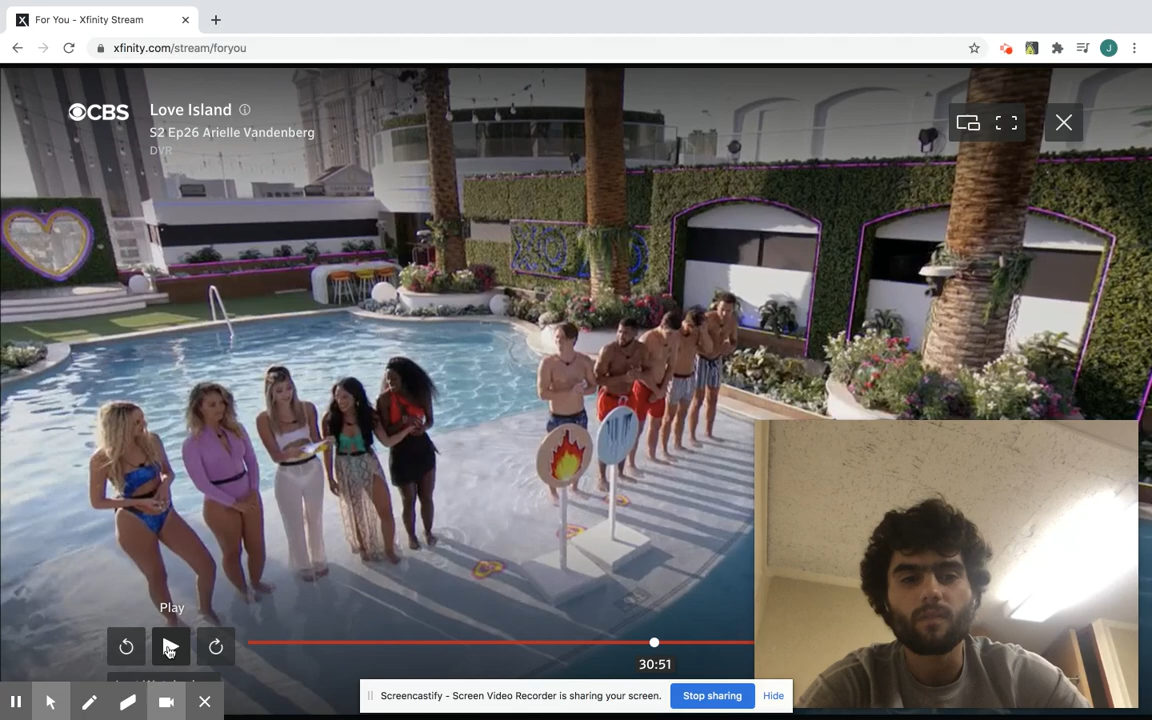 For You - Xfinity Stream
xfinity.com/stream/foryou
J
CBS
Love Island
S2 Ep26 Arielle Vandenberg
DVR
Play
30:51
Screencastify - Screen Video Recorder is sharing your screen.
Stop sharing
Hide